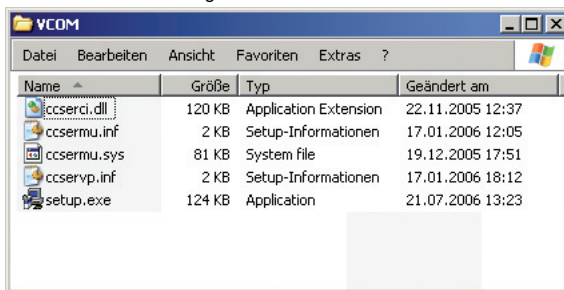 VCOM
Datei Bearbeiten Ansicht Favoriten Extras ?
Name Größe Typ Geändert am
ccserci.dll 120 KB Application Extension 22.11.2005 12:37
ccsermu.inf 2 KB Setup-Informationen 17.01.2006 12:05
ccsermu.sys 81 KB System file 19.12.2005 17:51
ccservp.inf 2 KB Setup-Informationen 17.01.2006 18:12
setup.exe 124 KB Application 21.07.2006 13:23